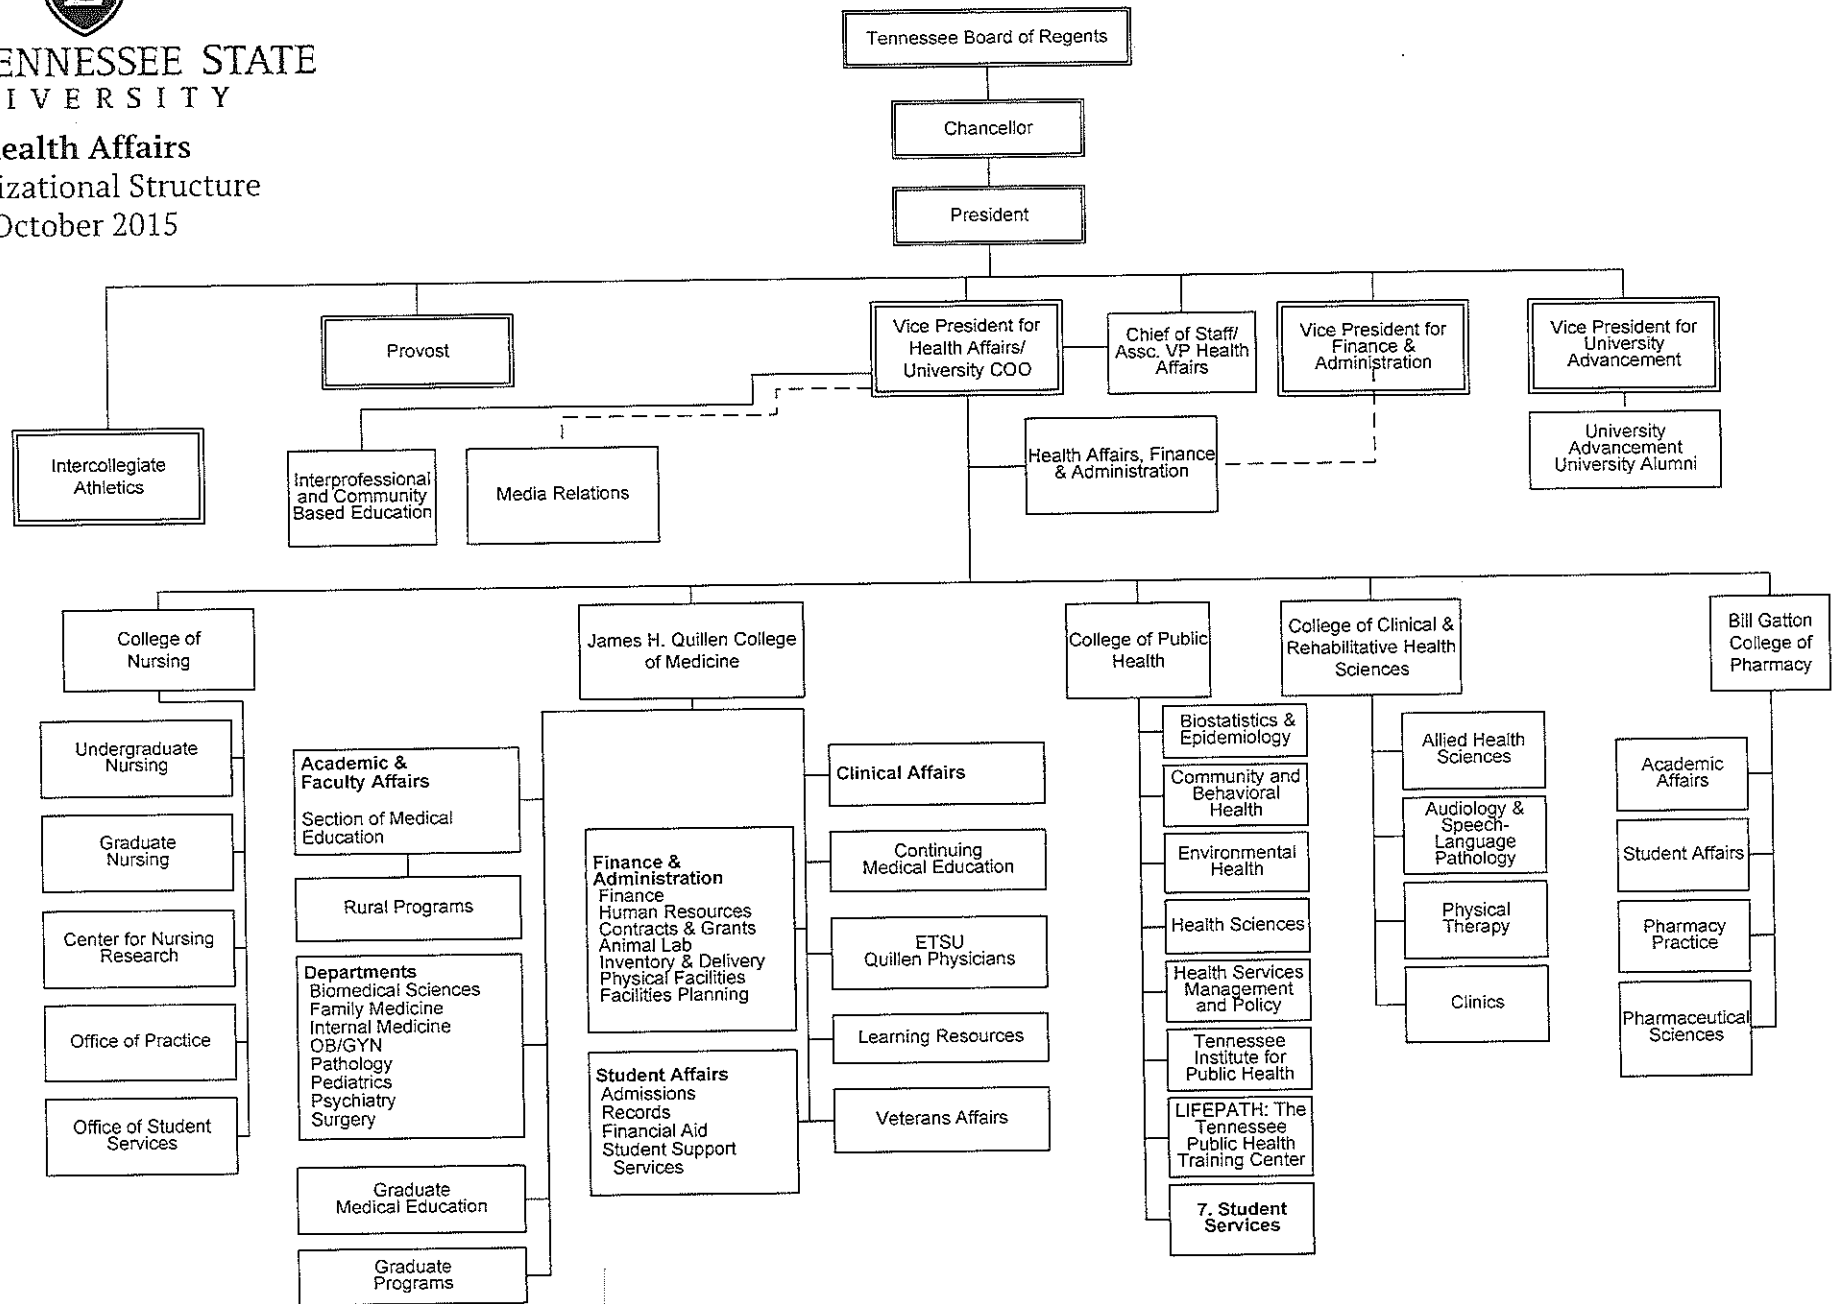 ENNESSEE STATE
IVERSITY
ealth Affairs
izational Structure
October 2015
Tennessee Board of Regents
Chancellor
President
Intercollegiate
Athletics
Provost
Vice President for
Health Affairs/
University COO
Chief of Staff/
Assc. VP Health
Affairs
Vice President for
Finance &
Administration
Vice President for
University
Advancement
University
Advancement
University Alumni
Interprofessional
and Community
Based Education
Media Relations
Health Affairs, Finance
& Administration
College of
Nursing
Undergraduate
Nursing
Graduate
Nursing
Center for Nursing
Research
Office of Practice
Office of Student
Services
James H. Quillen College
of Medicine
Academic &
Faculty Affairs
Section of Medical
Education
Rural Programs
Departments
Biomedical Sciences
Family Medicine
Internal Medicine
OB/GYN
Pathology
Pediatrics
Psychiatry
Surgery
Graduate
Medical Education
Graduate
Programs
Finance &
Administration
Finance
Human Resources
Contracts & Grants
Animal Lab
Inventory & Delivery
Physical Facilities
Facilities Planning
Student Affairs
Admissions
Records
Financial Aid
Student Support
Services
Clinical Affairs
Continuing
Medical Education
ETSU
Quillen Physicians
Learning Resources
Veterans Affairs
College of Public
Health
Biostatistics &
Epidemiology
Community and
Behavioral
Health
Environmental
Health
Health Sciences
Health Services
Management
and Policy
Tennessee
Institute for
Public Health
LIFEPATH: The
Tennessee
Public Health
Training Center
7. Student
Services
College of Clinical &
Rehabilitative Health
Sciences
Allied Health
Sciences
Audiology &
Speech-
Language
Pathology
Physical
Therapy
Clinics
Bill Gatton
College of
Pharmacy
Academic
Affairs
Student Affairs
Pharmacy
Practice
Pharmaceutical
Sciences